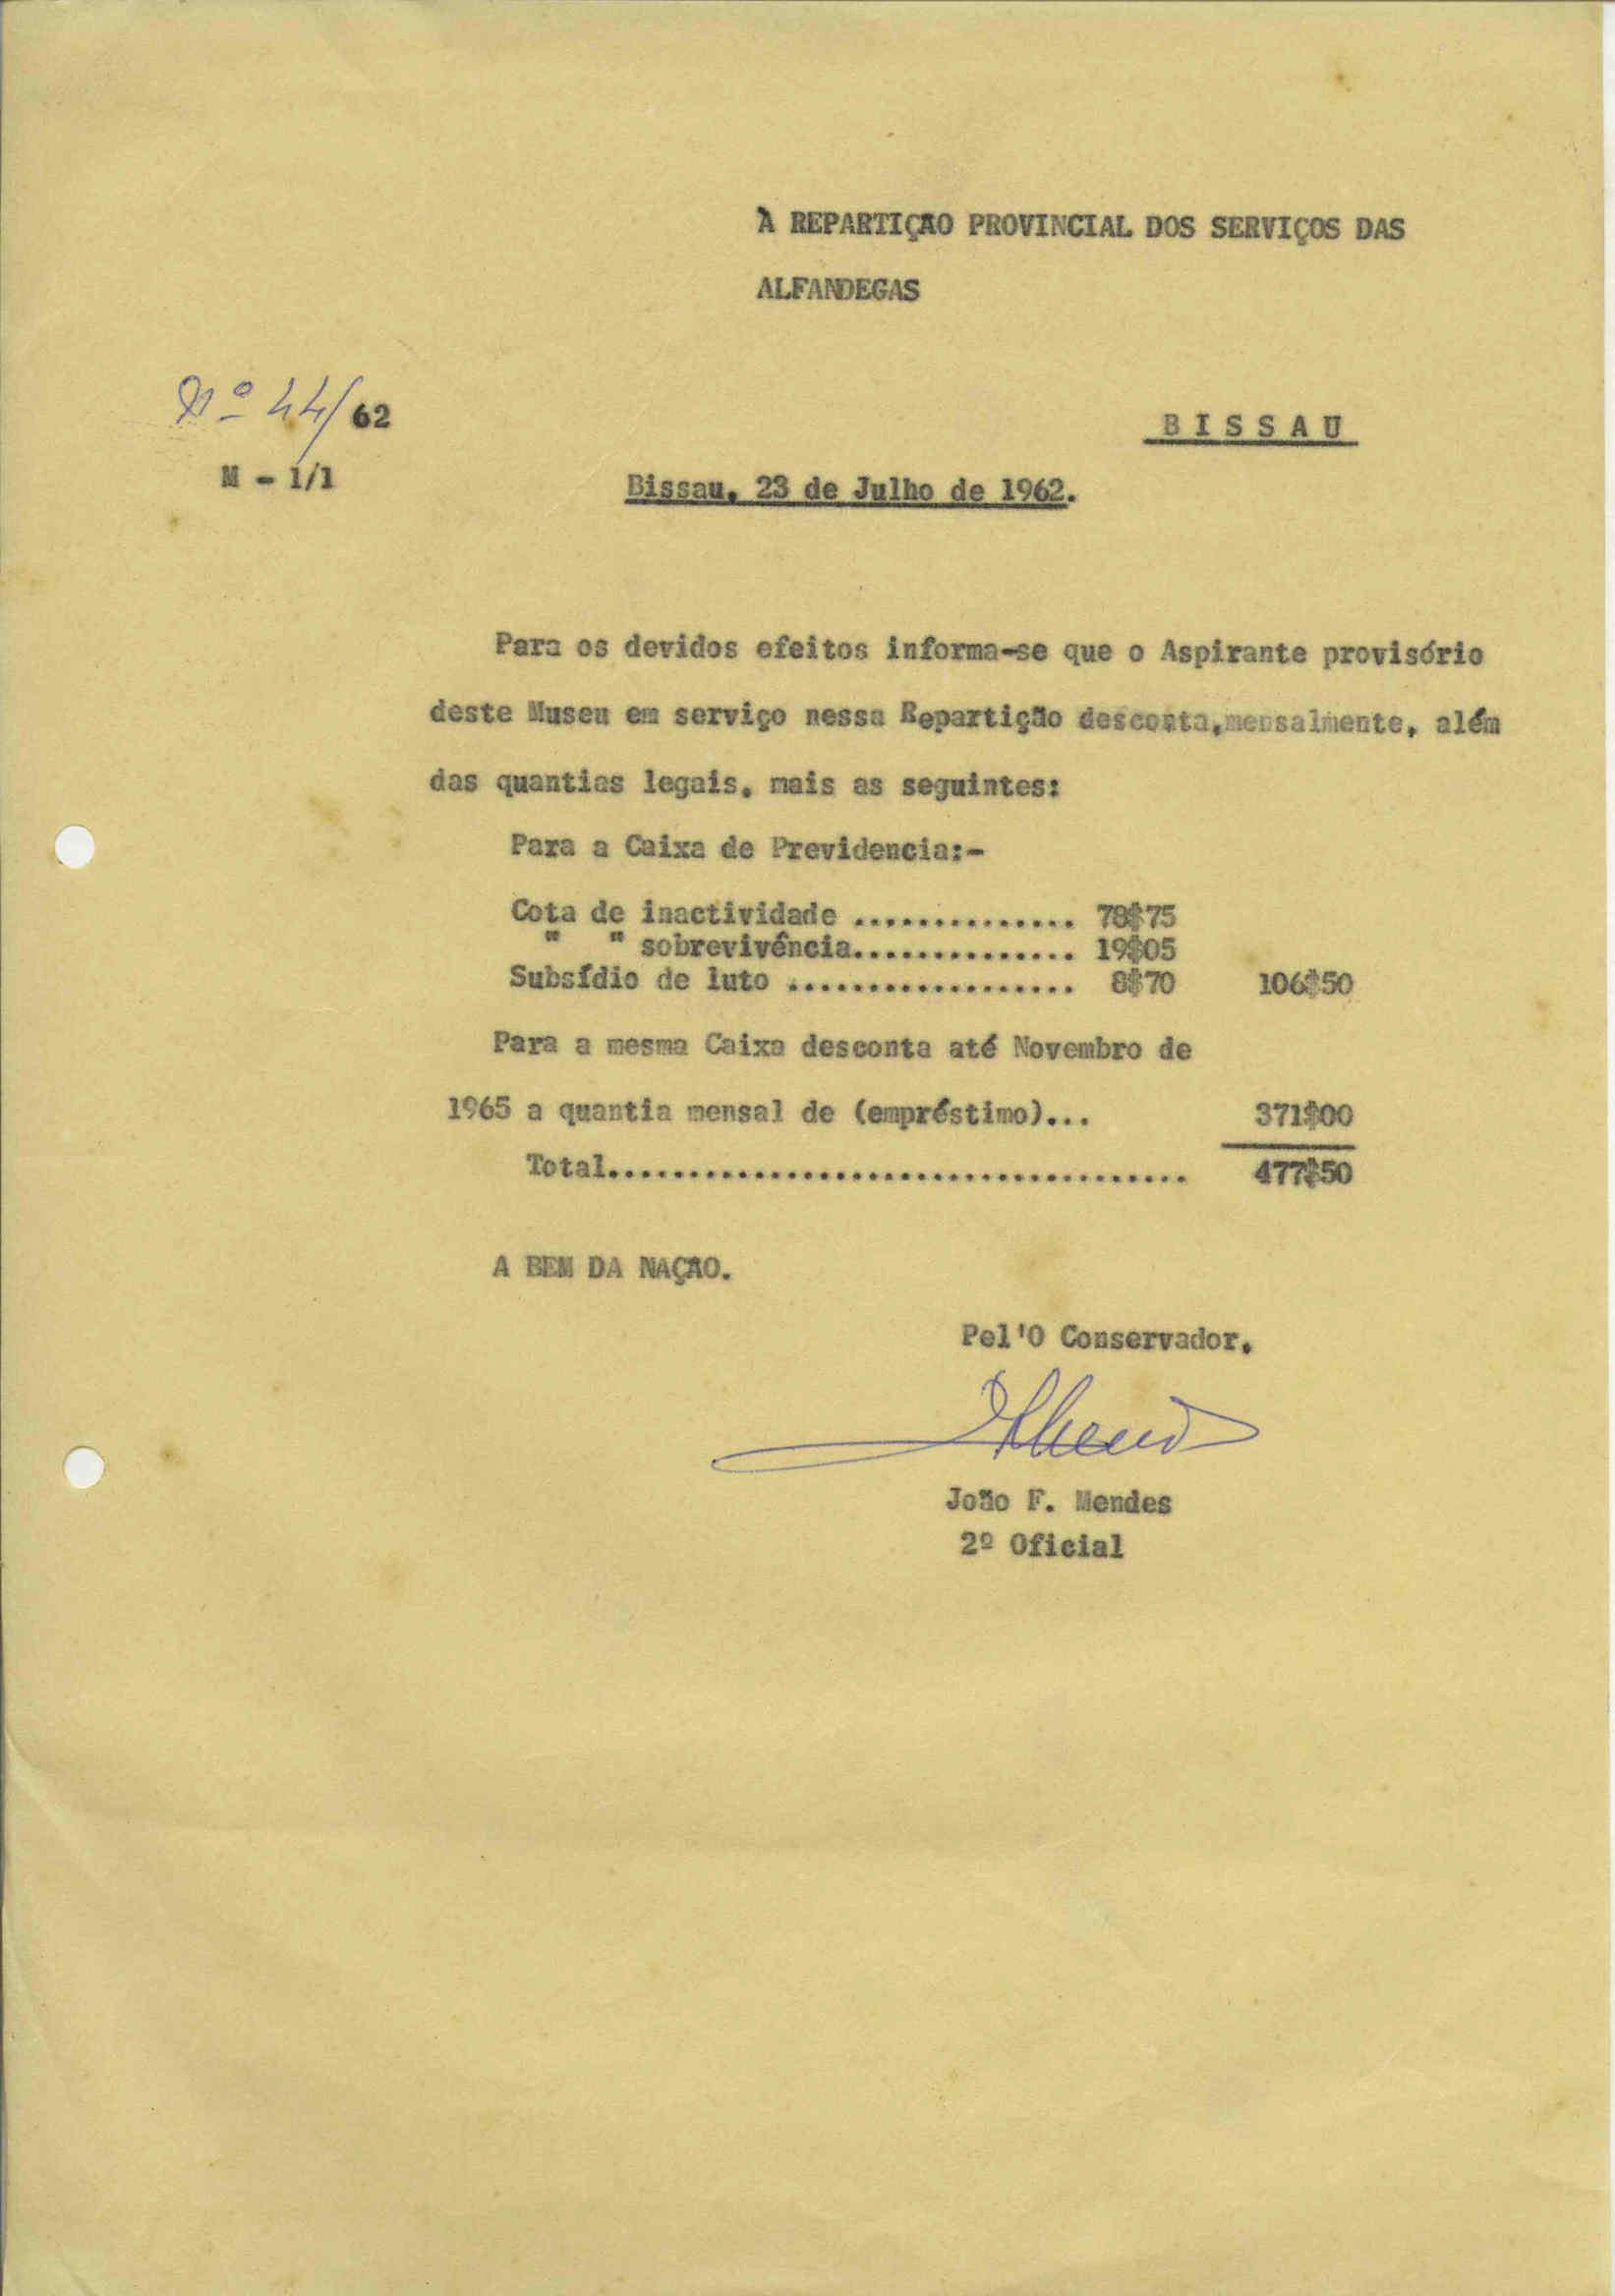 À REPARTIÇÃO PROVINCIAL DOS SERVIÇOS DAS
ALFANDEGAS
Nº 44/62
BISSAU
M - 1/1
Bissau, 23 de Julho de 1962.
Para os devidos efeitos informa-se que o Aspirante provisório
deste Museu em serviço nessa Repartição desconta,mensalmente, além
das quantias legais, mais as seguintes:
Para a Caixa de Previdencia:-
Cota de inactividade .............. 78$75
" " sobrevivência.............. 19$05
Subsídio de luto .................. 8$70 106$50
Para a mesma Caixa desconta até Novembro de
1965 a quantia mensal de (empréstimo)... 371$00
Total.................................... 477$50
A BEM DA NAÇÃO.
Pel'O Conservador,
João F. Mendes
2º Oficial